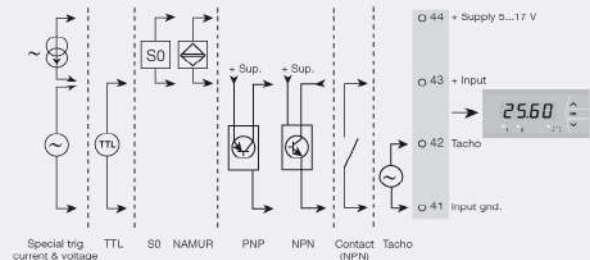 44 + Supply 5...17 V
S0
+ Sup.
+ Sup.
43 + Input
25.60
TTL
42 Tacho
41 Input gnd.
Special trig
current & voltage
TTL
S0
NAMUR
PNP
NPN
Contact
(NPN)
Tacho